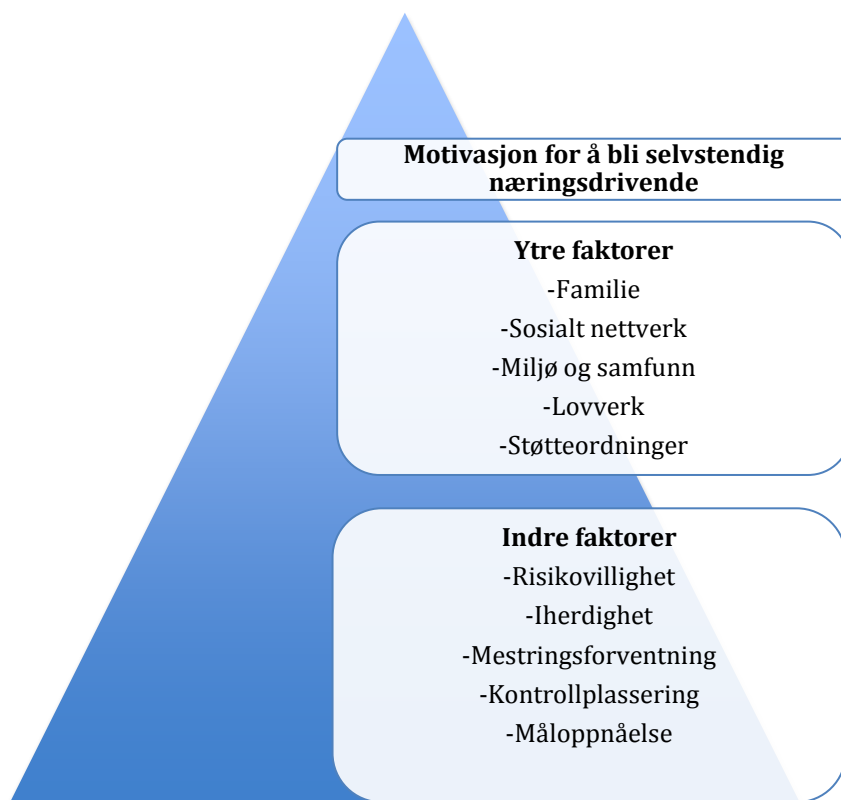 Motivasjon for å bli selvstendig
næringsdrivende
Ytre faktorer
-Familie
-Sosialt nettverk
-Miljø og samfunn
-Lovverk
-Støtteordninger
Indre faktorer
-Risikovillighet
-Iherdighet
-Mestringsforventning
-Kontrollplassering
-Måloppnåelse